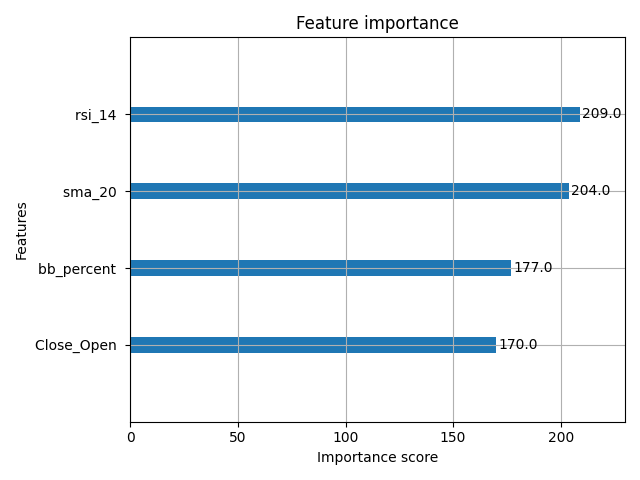 Feature importance
Features
rsi_14
209.0
sma_20
204.0
bb_percent
177.0
Close_Open
170.0
0 50 100 150 200
Importance score